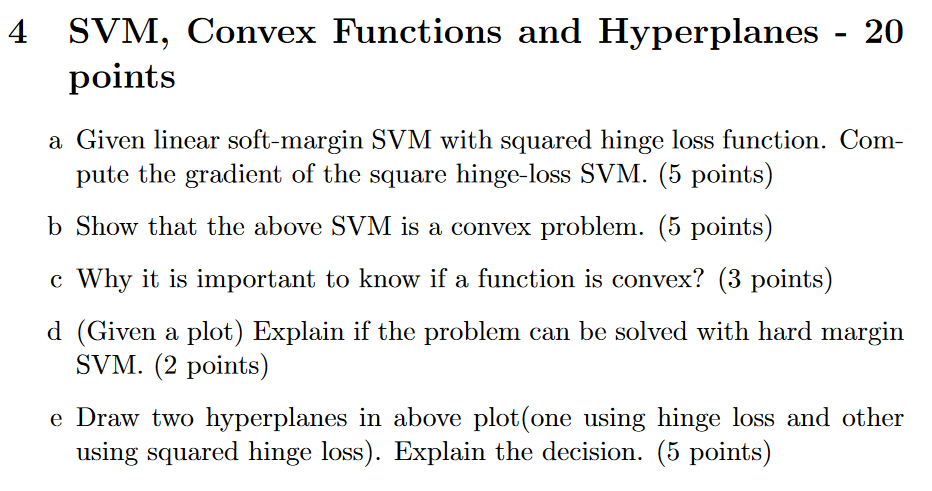 4 SVM, Convex Functions and Hyperplanes - 20
points
a Given linear soft-margin SVM with squared hinge loss function. Com-
pute the gradient of the square hinge-loss SVM. (5 points)
b Show that the above SVM is a convex problem. (5 points)
c Why it is important to know if a function is convex? (3 points)
d (Given a plot) Explain if the problem can be solved with hard margin
SVM. (2 points)
e Draw two hyperplanes in above plot(one using hinge loss and other
using squared hinge loss). Explain the decision. (5 points)